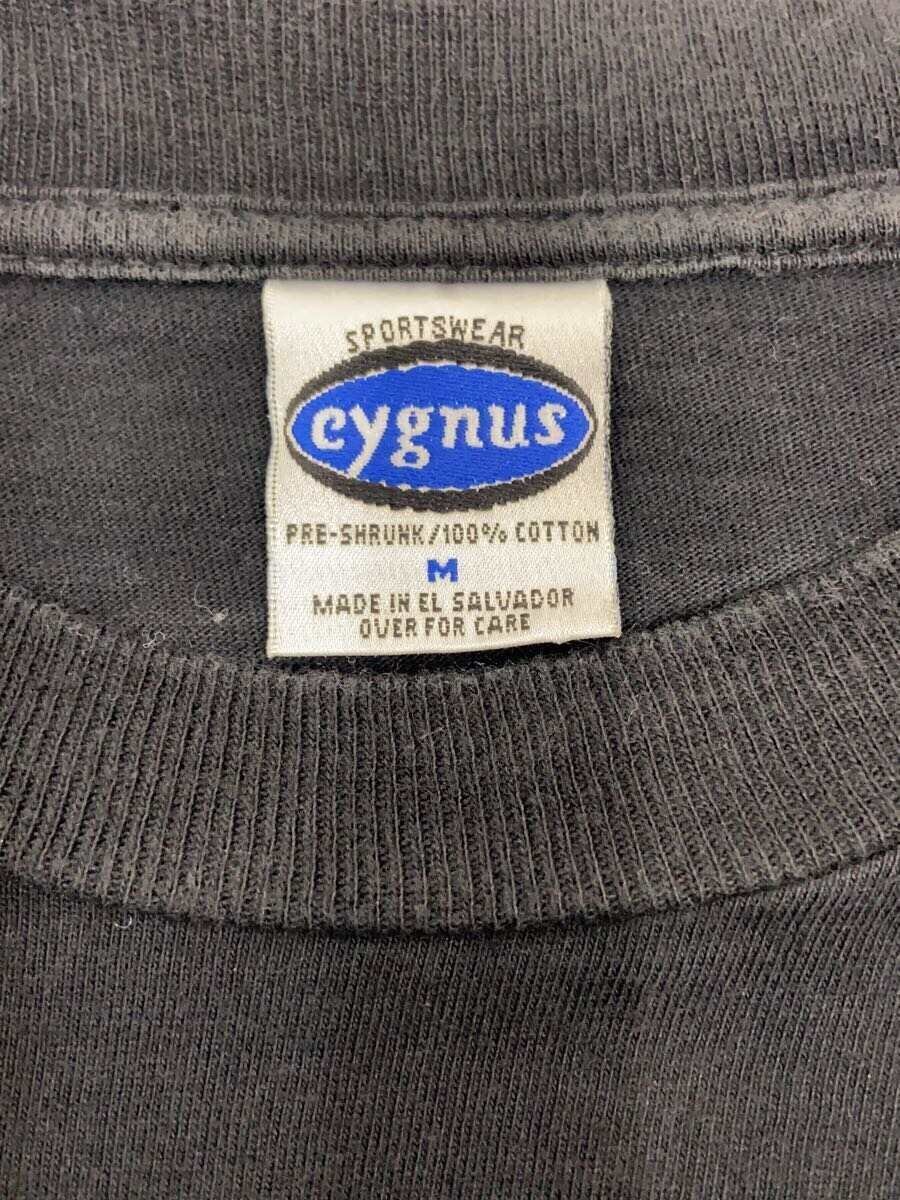 SPORTSWEAR
cygnus
PRE-SHRUNK/100% COTTON
M
MADE IN EL SALVADOR
OVER FOR CARE